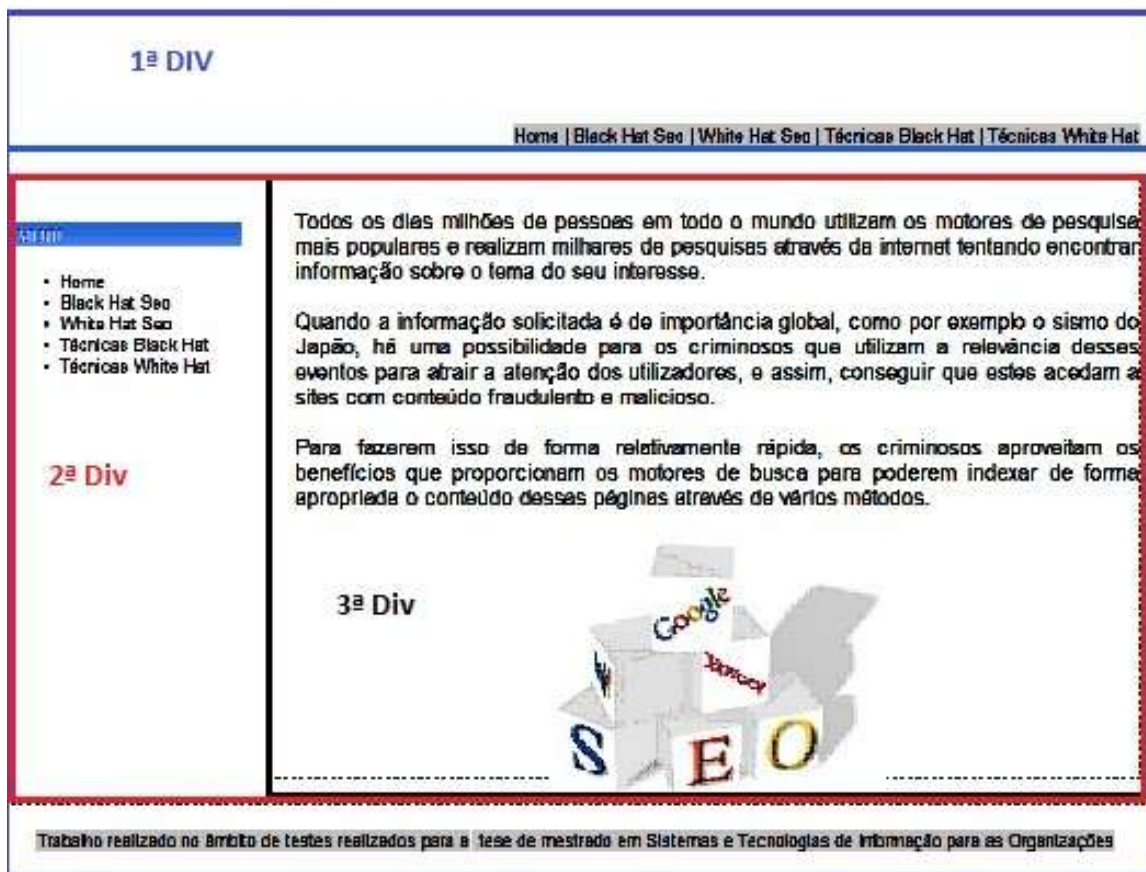 1ª DIV
Home | Black Hat Seo | White Hat Seo | Técnicas Black Hat | Técnicas White Hat
MENU
• Home
• Black Hat Seo
• White Hat Seo
• Técnicas Black Hat
• Técnicas White Hat
2ª Div
Todos os dias milhões de pessoas em todo o mundo utilizam os motores de pesquisa
mais populares e realizam milhares de pesquisas através da internet tentando encontrar
informação sobre o tema do seu interesse.
Quando a informação solicitada é de importância global, como por exemplo o sismo do
Japão, há uma possibilidade para os criminosos que utilizam a relevância desses
eventos para atrair a atenção dos utilizadores, e assim, conseguir que estes acedam a
sites com conteúdo fraudulento e malicioso.
Para fazerem isso de forma relativamente rápida, os criminosos aproveitam os
benefícios que proporcionam os motores de busca para poderem indexar de forma
apropriada o conteúdo dessas páginas através de vários métodos.
3ª Div
Google
SEO
Trabalho realizado no âmbito de testes realizados para a tese de mestrado em Sistemas e Tecnologias de Informação para as Organizações